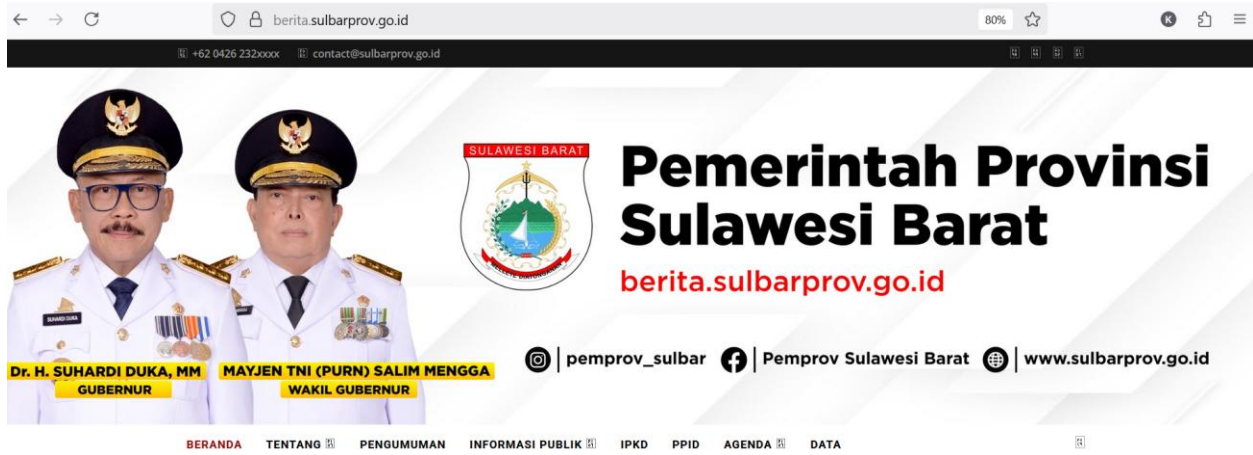 berita.sulbarprov.go.id
80%
K
+62 0426 232xxxx contact@sulbarprov.go.id
SULAWESI BARAT
MELLETE DIATONGANAN
Pemerintah Provinsi
Sulawesi Barat
berita.sulbarprov.go.id
SUHARDI DUKA
pemprov_sulbar Pemprov Sulawesi Barat www.sulbarprov.go.id
Dr. H. SUHARDI DUKA, MM
GUBERNUR
MAYJEN TNI (PURN) SALIM MENGGA
WAKIL GUBERNUR
BERANDA TENTANG PENGUMUMAN INFORMASI PUBLIK IPKD PPID AGENDA DATA